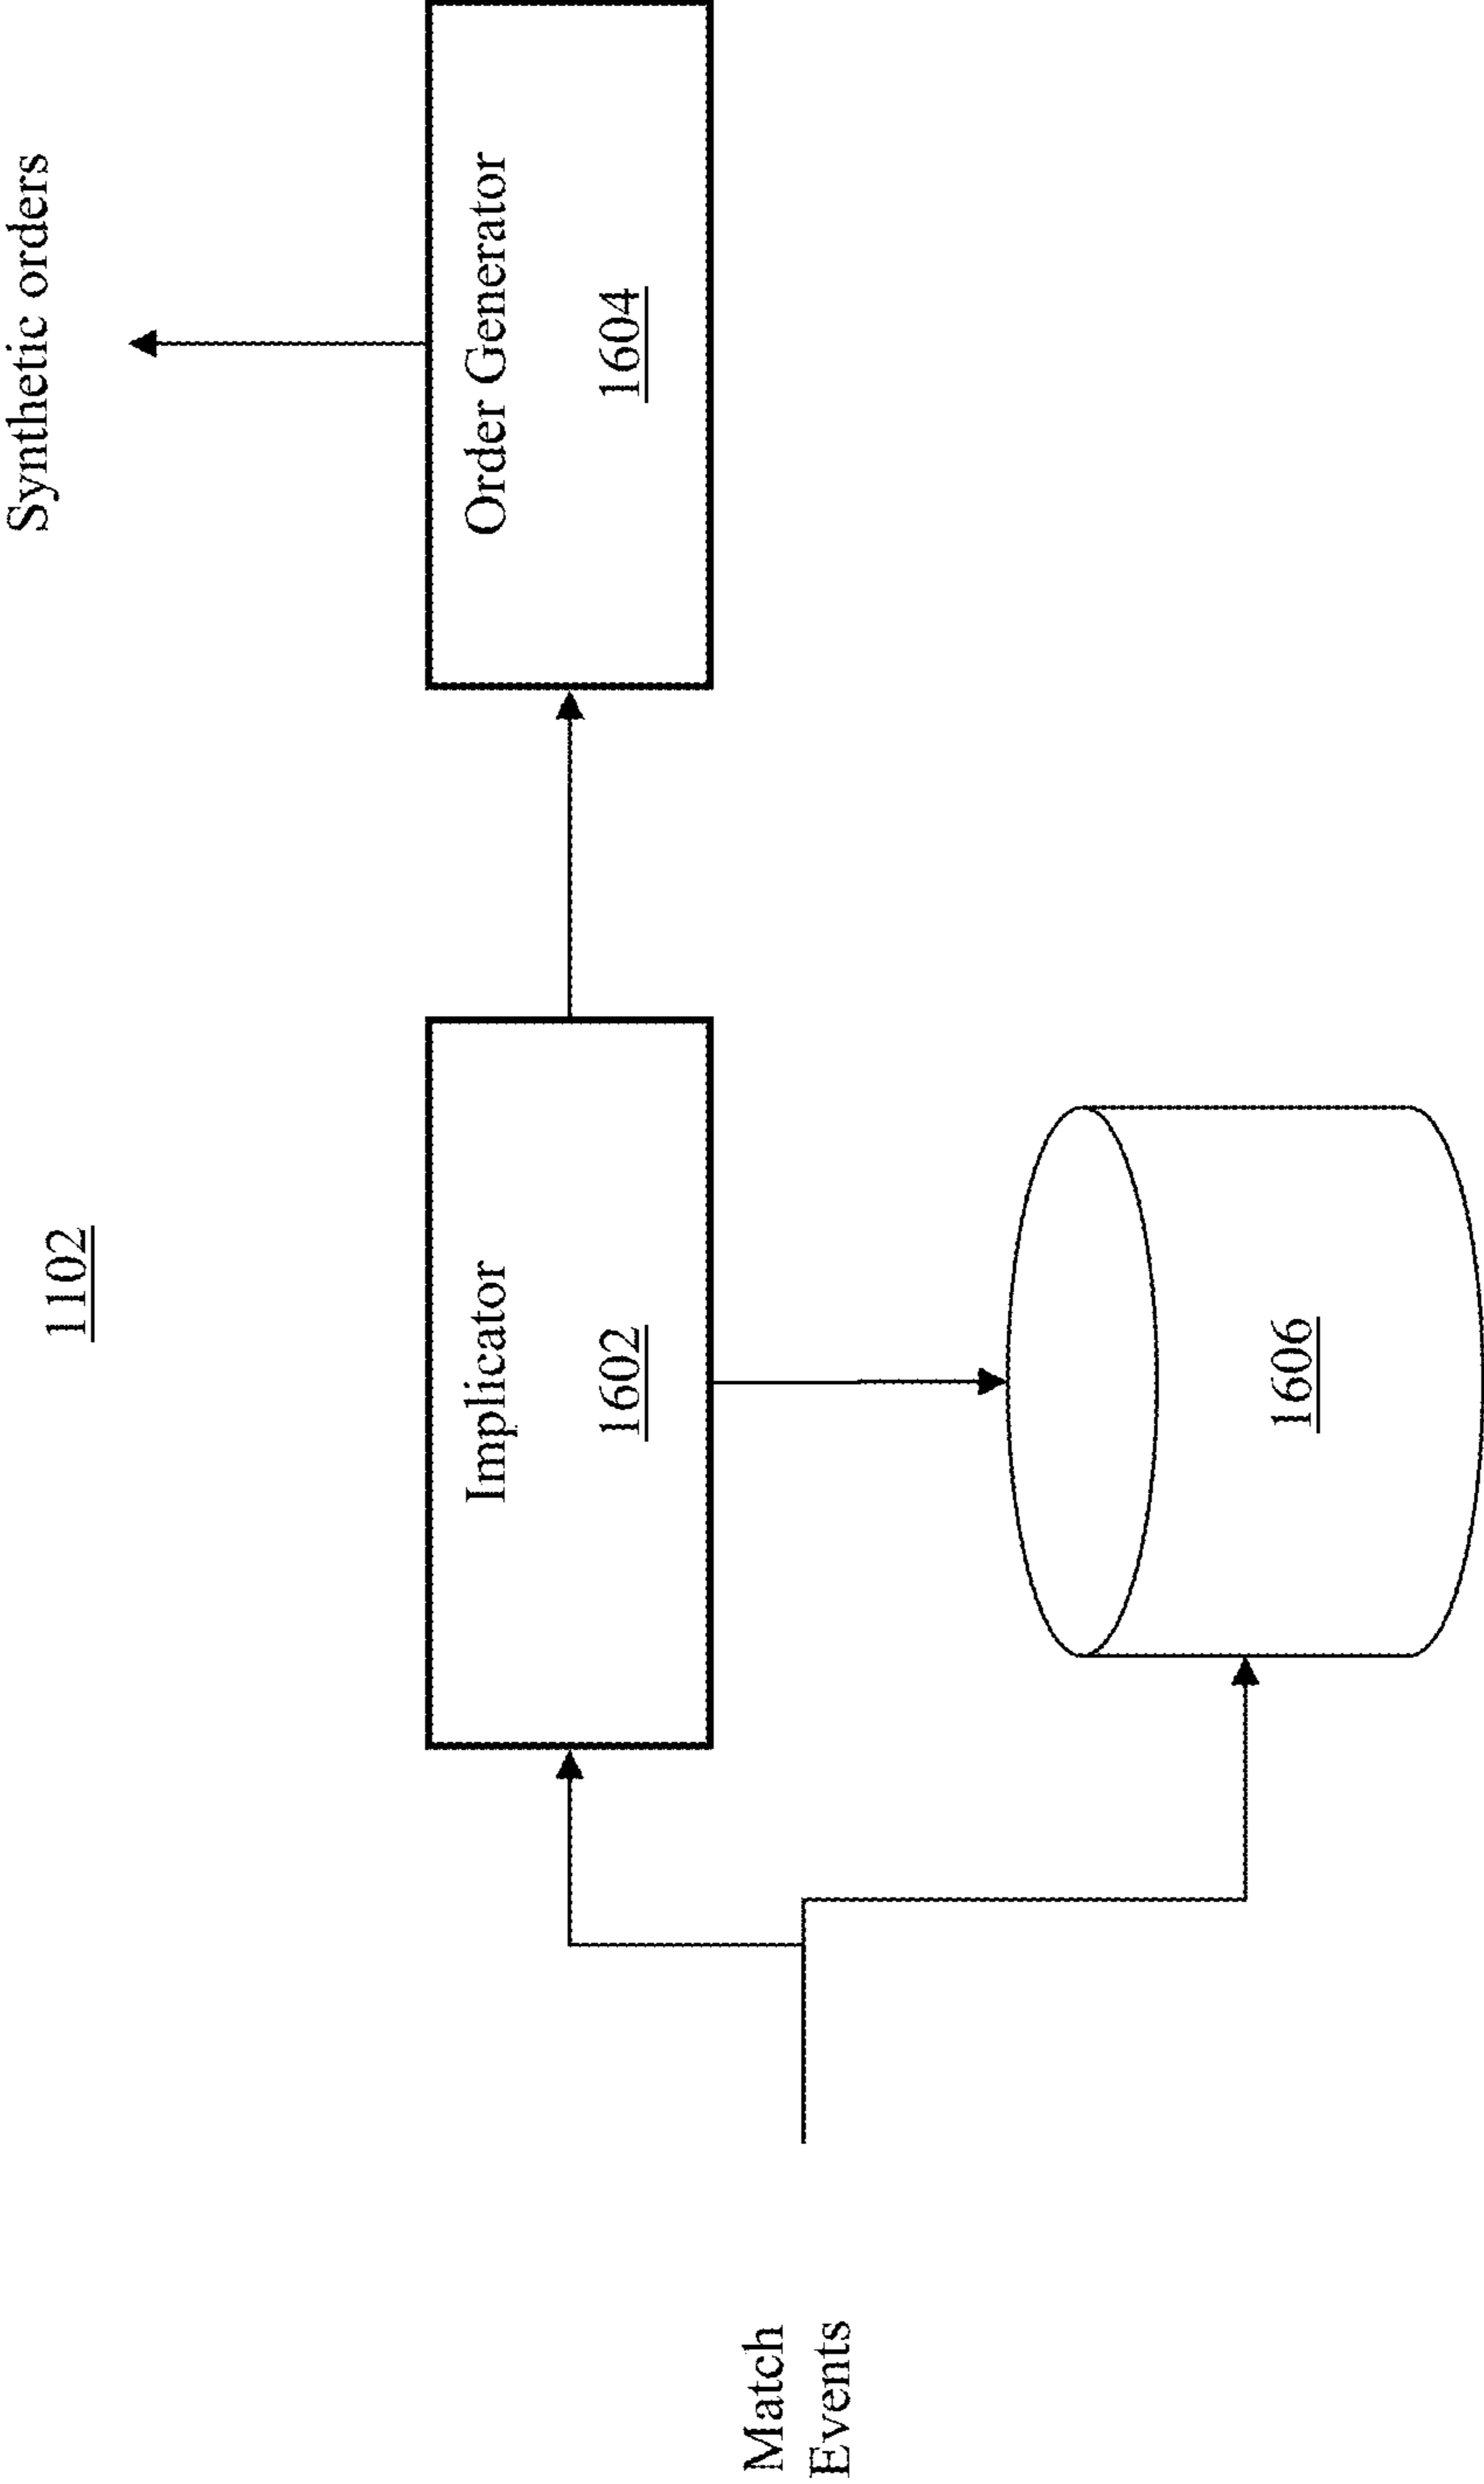 1102
Synthetic orders
Implicator
1602
Order Generator
1604
Match
Events
1606